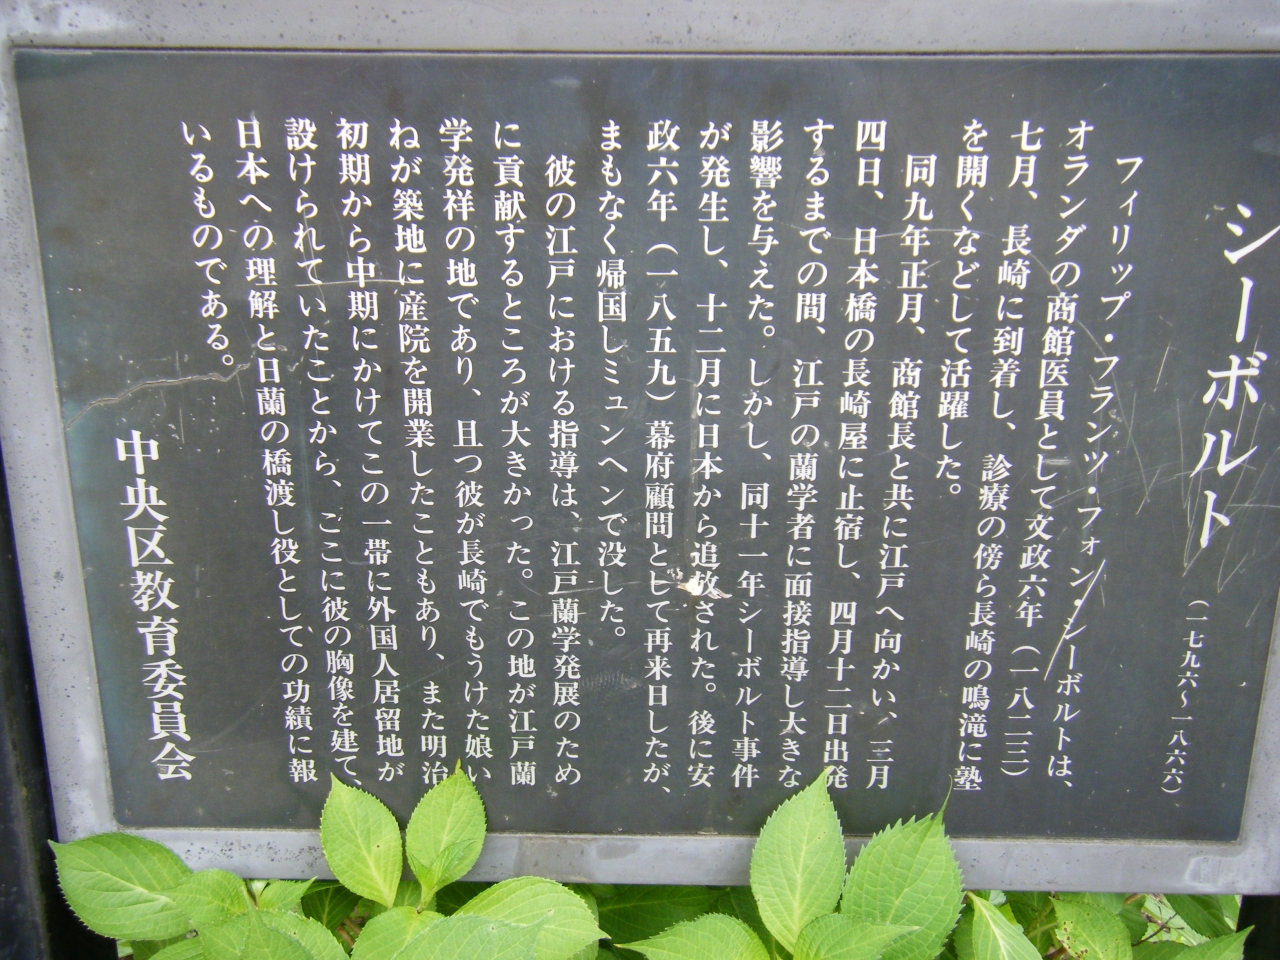 シーボルト
(一七九六~一八六六)
フィリップ・フランツ・フォン・シーボルトは、
オランダの商館医員として文政六年(一八二三)
七月、長崎に到着し、診療の傍ら長崎の鳴滝に塾
を開くなどして活躍した。
同九年正月、商館長と共に江戸へ向かい、三月
四日、日本橋の長崎屋に止宿し、四月十二日出発
するまでの間、江戸の蘭学者に面接指導し大きな
影響を与えた。しかし、同十一年シーボルト事件
が発生し、十二月に日本から追放された。後に安
政六年(一八五九)幕府顧問として再来日したが、
まもなく帰国しミュンヘンで没した。
彼の江戸における指導は、江戸蘭学発展のため
に貢献するところが大きかった。この地が江戸蘭
学発祥の地であり、且つ彼が長崎でもうけた娘い
ねが築地に産院を開業したこともあり、また明治
初期から中期にかけてこの一帯に外国人居留地が
設けられていたことから、ここに彼の胸像を建て、
日本への理解と日蘭の橋渡し役としての功績に報
いるものである。
中央区教育委員会